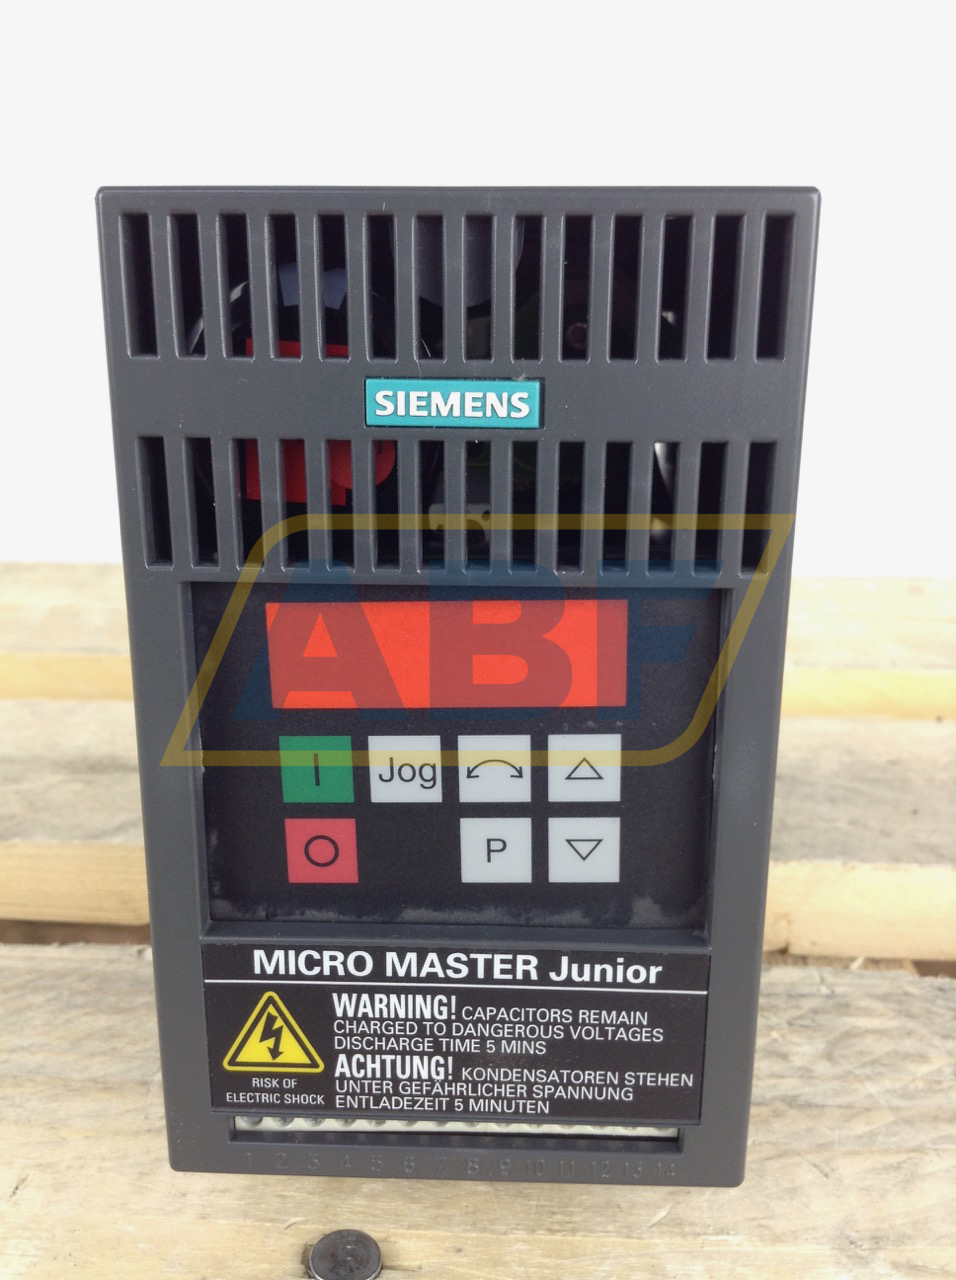 SIEMENS
ABF
I Jog
O P
MICRO MASTER Junior
WARNING! CAPACITORS REMAIN
CHARGED TO DANGEROUS VOLTAGES
DISCHARGE TIME 5 MINS
ACHTUNG! KONDENSATOREN STEHEN
UNTER GEFÄHRLICHER SPANNUNG
ENTLADEZEIT 5 MINUTEN
RISK OF
ELECTRIC SHOCK
1 2 3 4 5 6 7 8 9 10 11 12 13 14